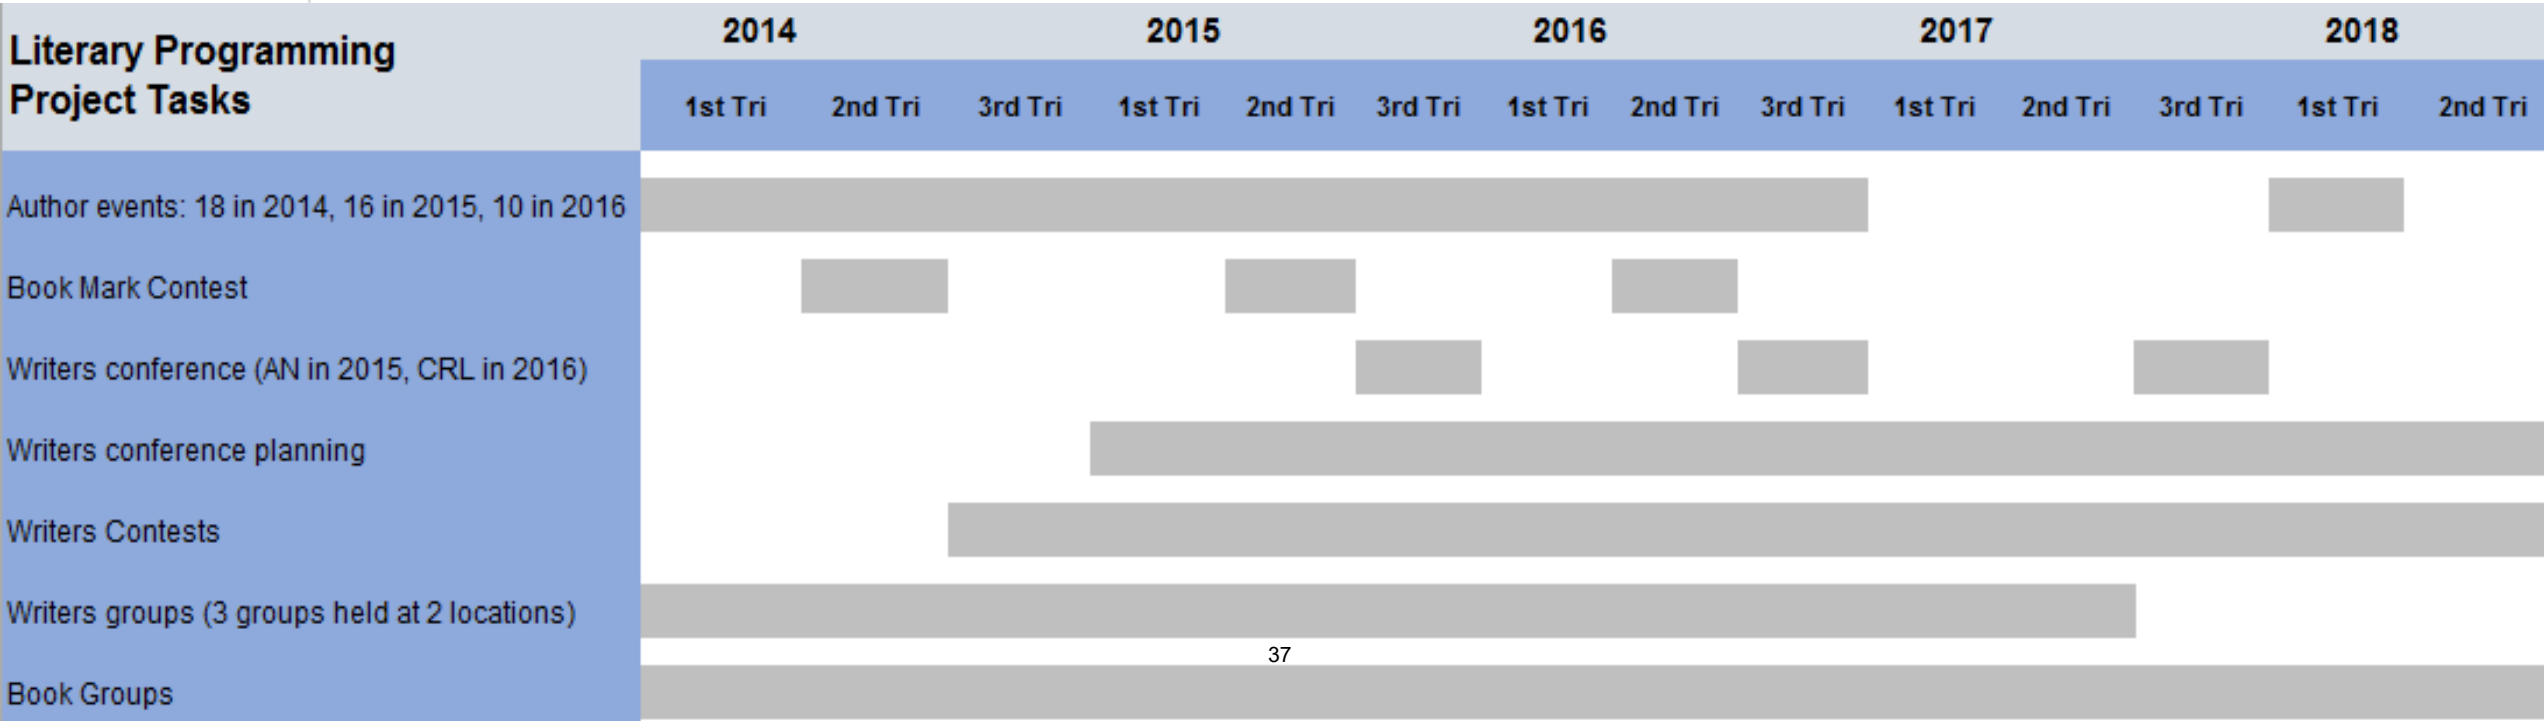 2014 2015 2016 2017 2018
Literary Programming
Project Tasks
1st Tri 2nd Tri 3rd Tri 1st Tri 2nd Tri 3rd Tri 1st Tri 2nd Tri 3rd Tri 1st Tri 2nd Tri 3rd Tri 1st Tri 2nd Tri
Author events: 18 in 2014, 16 in 2015, 10 in 2016
Book Mark Contest
Writers conference (AN in 2015, CRL in 2016)
Writers conference planning
Writers Contests
Writers groups (3 groups held at 2 locations)
37
Book Groups